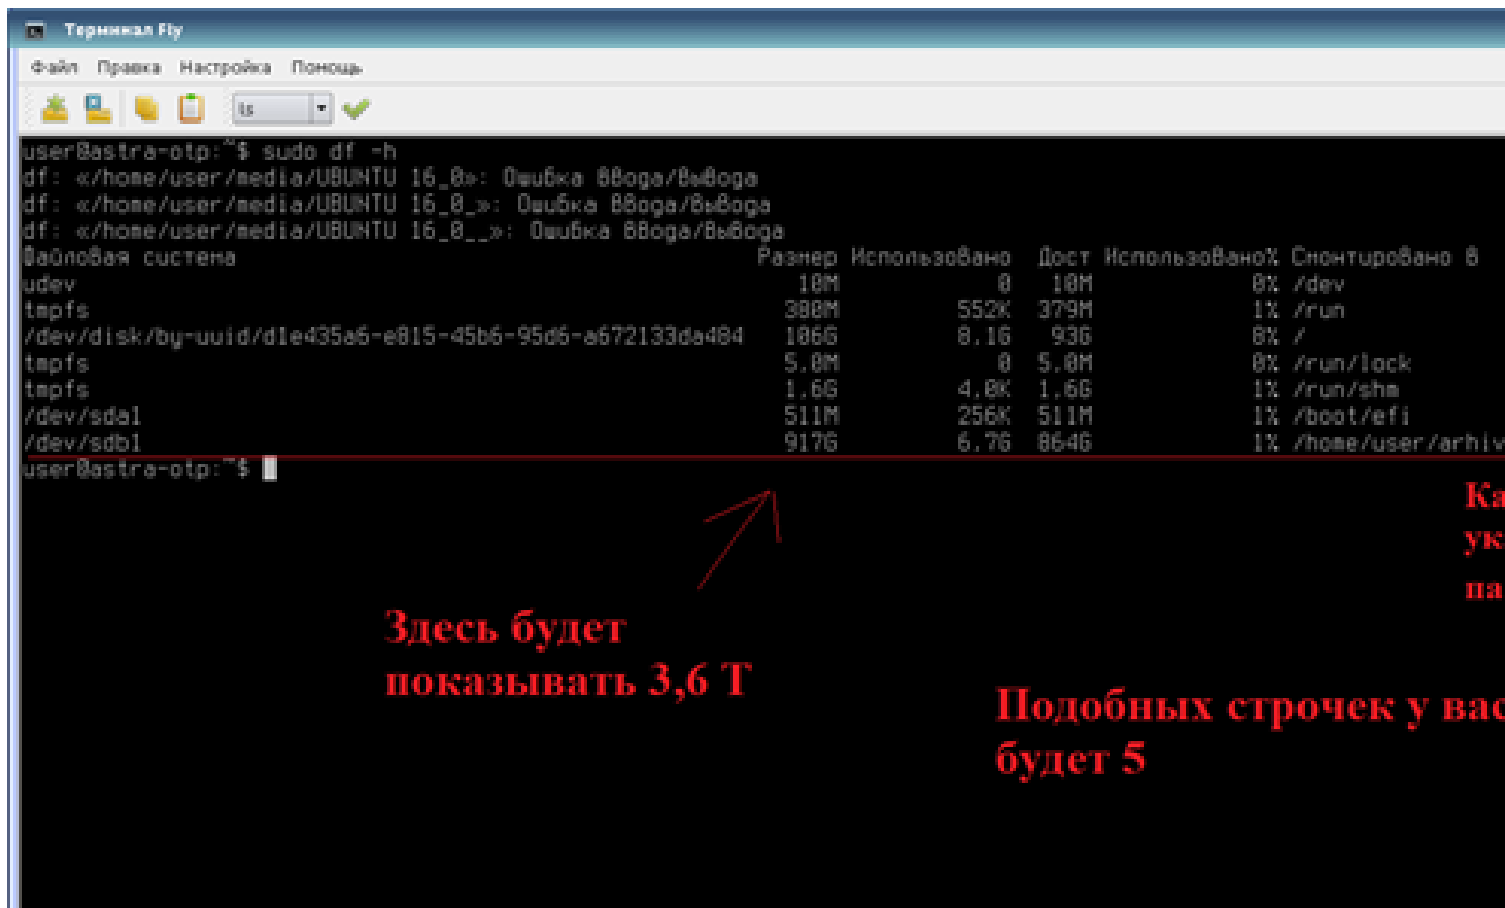 Терминал Fly
Файл Правка Настройка Помощь
ls
user@astra-otp:~$ sudo df -h
df: «/home/user/media/UBUNTU 16_0»: Ошибка ввода/вывода
df: «/home/user/media/UBUNTU 16_0_»: Ошибка ввода/вывода
df: «/home/user/media/UBUNTU 16_0__»: Ошибка ввода/вывода
Файловая система Размер Использовано Дост Использовано% Смонтировано в
udev 10M 0 10M 0% /dev
tmpfs 380M 552K 379M 1% /run
/dev/disk/by-uuid/d1e435a6-e815-45b6-95d6-a672133da484 106G 8.1G 93G 8% /
tmpfs 5.0M 0 5.0M 0% /run/lock
tmpfs 1.6G 4.0K 1.6G 1% /run/shm
/dev/sda1 511M 256K 511M 1% /boot/efi
/dev/sdb1 917G 6.7G 864G 1% /home/user/arhiv
user@astra-otp:~$
Ка
ук
па
Здесь будет
показывать 3,6 Т
Подобных строчек у вас
будет 5